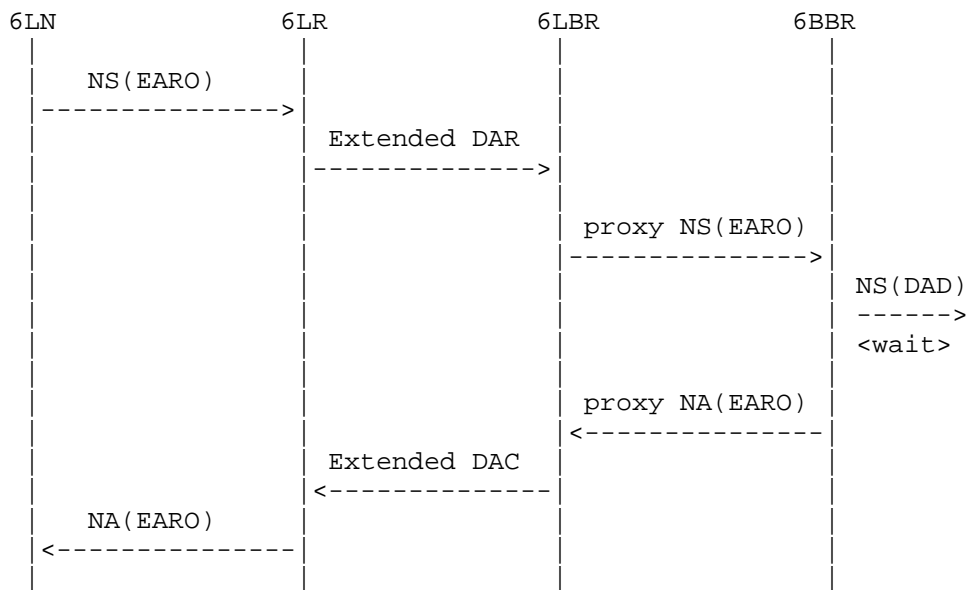 6LN 6LR 6LBR 6BBR
NS(EARO)
Extended DAR
proxy NS(EARO)
NS(DAD)
<wait>
proxy NA(EARO)
Extended DAC
NA(EARO)